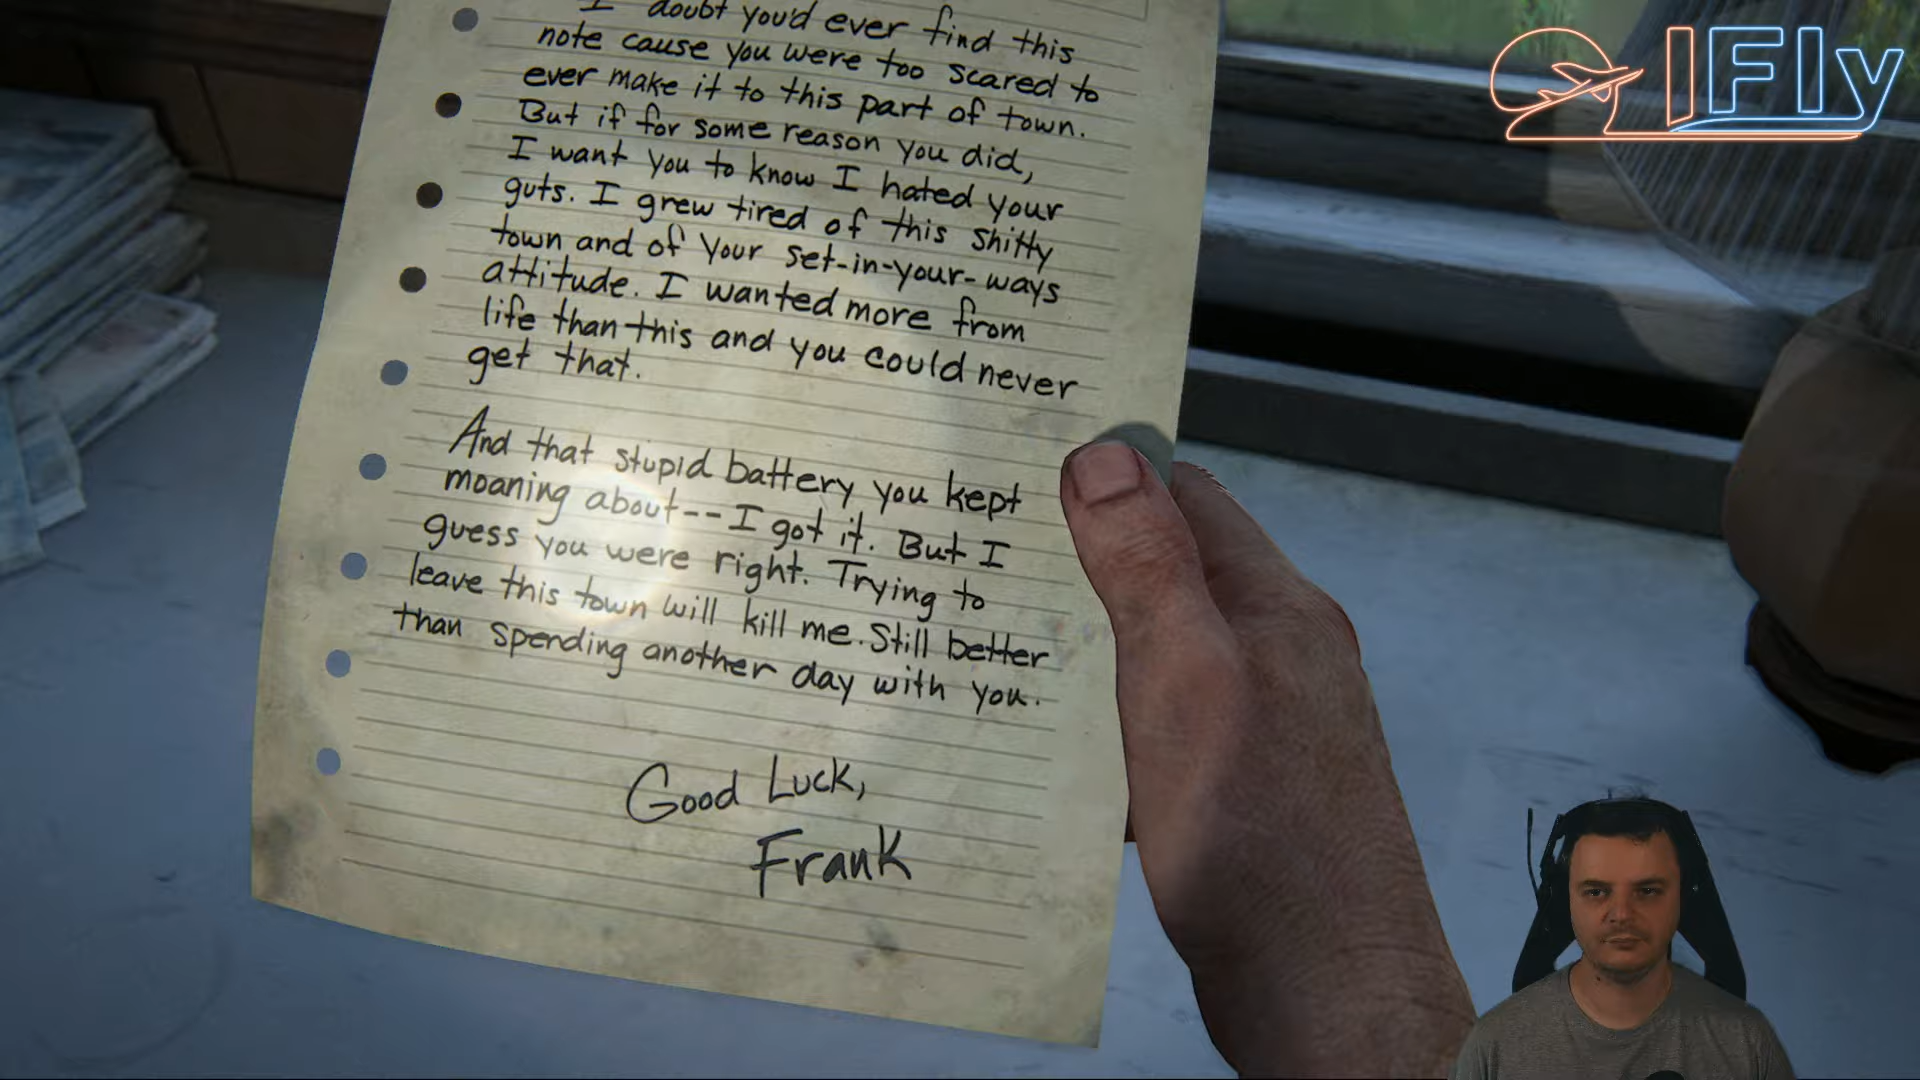 I doubt you'd ever find this
note cause you were too scared to
ever make it to this part of town.
But if for some reason you did,
I want you to know I hated your
guts. I grew tired of this shitty
town and of your set-in-your-ways
attitude. I wanted more from
life than this and you could never
get that.
And that stupid battery you kept
moaning about--I got it. But I
guess you were right. Trying to
leave this town will kill me. Still better
than spending another day with you.
Good Luck,
Frank
IFly